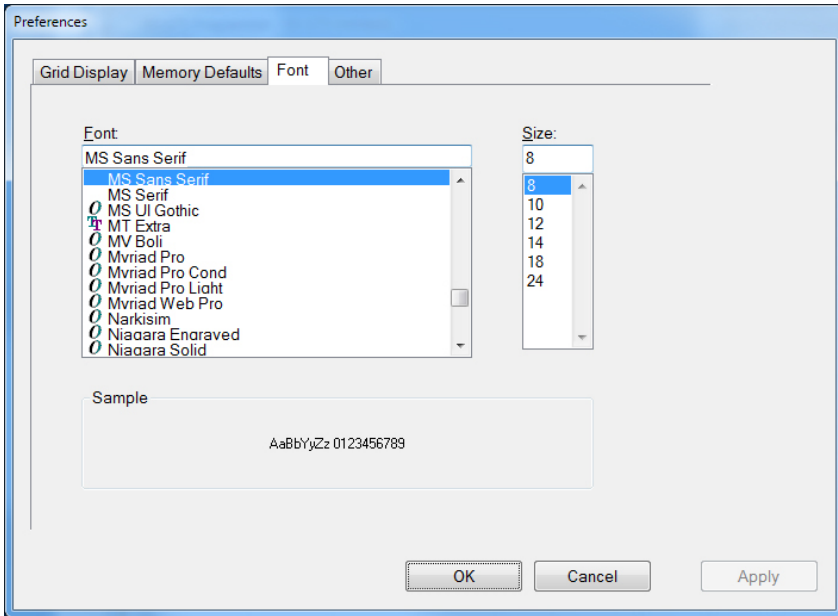 Preferences
Grid Display Memory Defaults Font Other
Font:
MS Sans Serif
MS Sans Serif
MS Serif
MS UI Gothic
MT Extra
MV Boli
Myriad Pro
Myriad Pro Cond
Myriad Pro Light
Myriad Web Pro
Narkisim
Niagara Engraved
Niagara Solid
Size:
8
8
10
12
14
18
24
Sample
AaBbYyZz 0123456789
OK Cancel Apply